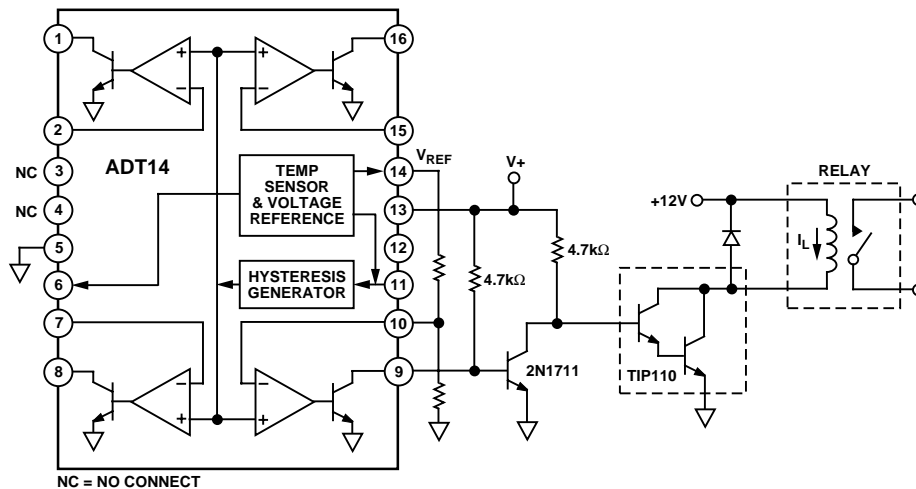 1
16
+
−
+
−
2
15
ADT14
NC
3
NC
4
TEMP
SENSOR
& VOLTAGE
REFERENCE
VREF
14
13
V+
5
12
6
HYSTERESIS
GENERATOR
11
7
10
8
9
−
+
−
+
4.7kΩ
4.7kΩ
2N1711
TIP110
+12V
RELAY
IL
NC = NO CONNECT